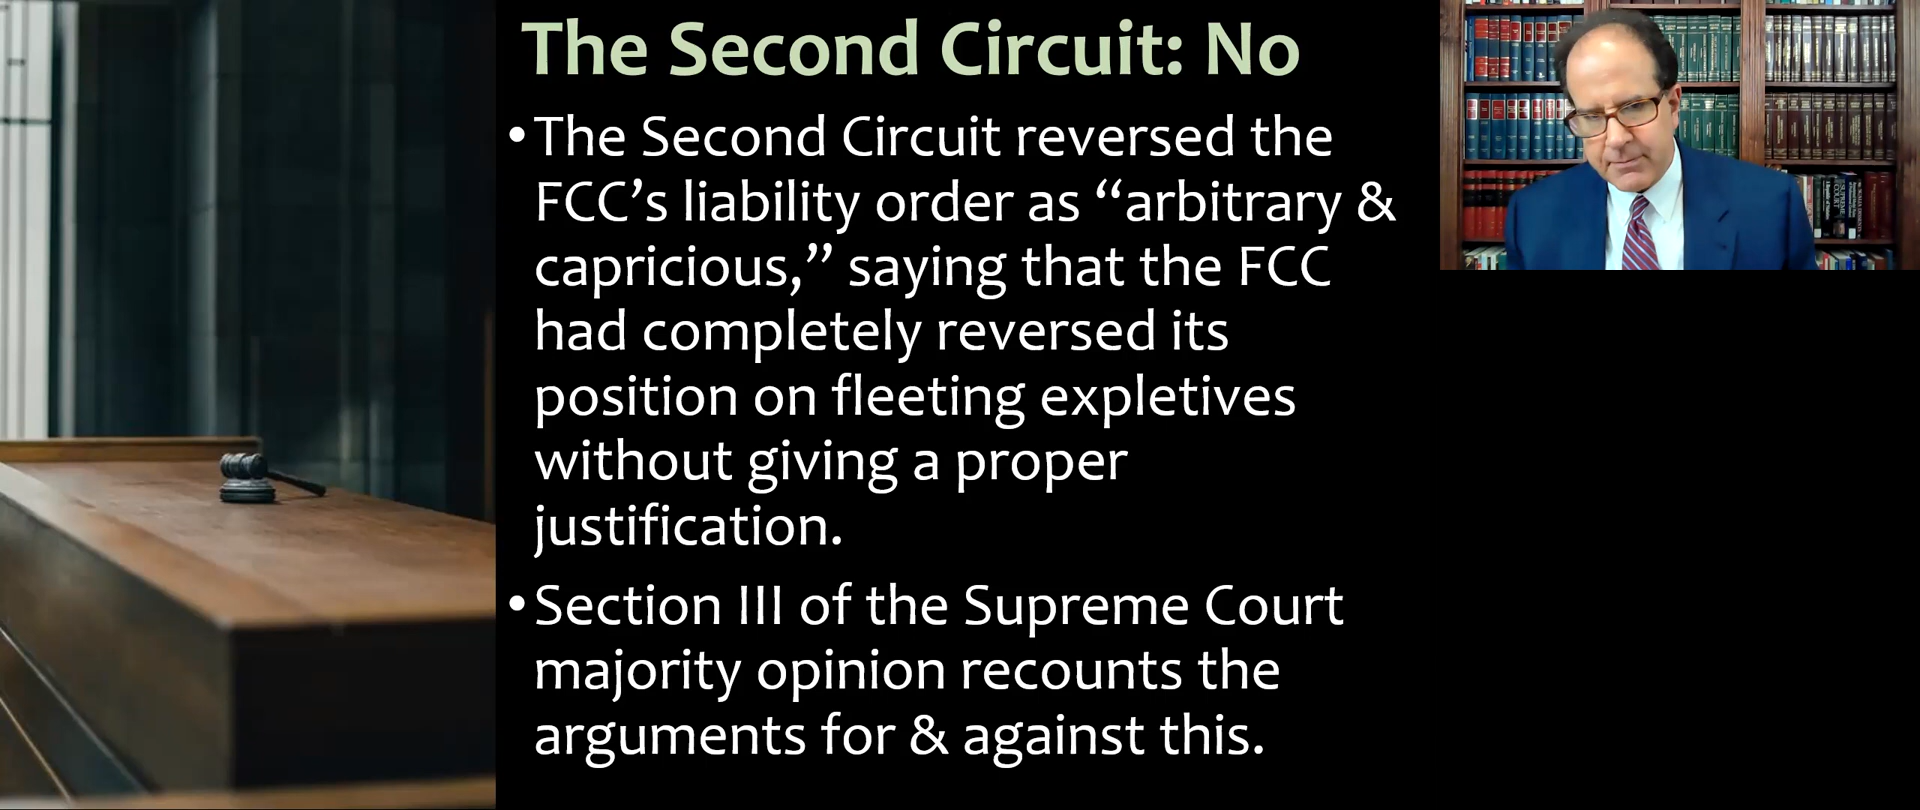 The Second Circuit: No
•The Second Circuit reversed the
FCC’s liability order as “arbitrary &
capricious,” saying that the FCC
had completely reversed its
position on fleeting expletives
without giving a proper
justification.
•Section III of the Supreme Court
majority opinion recounts the
arguments for & against this.